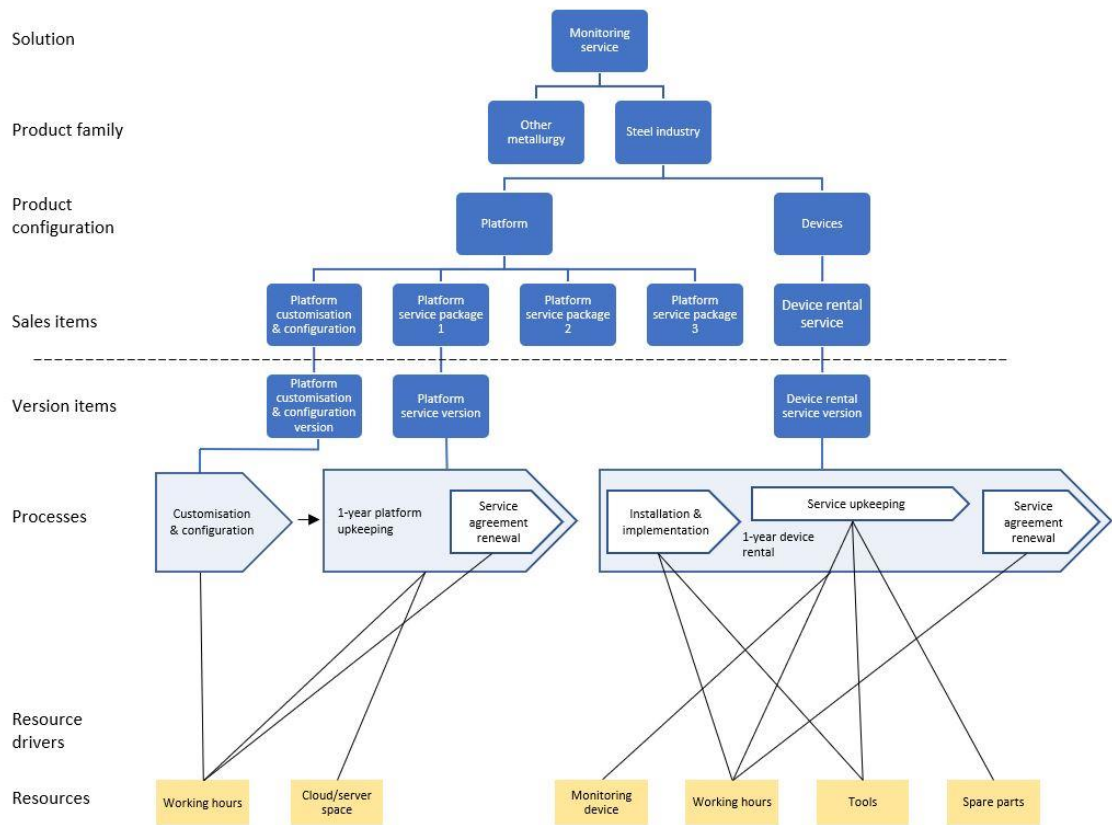 Solution
Monitoring
service
Product family
Other
metallurgy
Steel industry
Product
configuration
Platform
Devices
Sales items
Platform
customisation
& configuration
Platform
service package
1
Platform
service package
2
Platform
service package
3
Device rental
service
Version items
Platform
customisation
& configuration
version
Platform
service version
Device rental
service version
Processes
Customisation
& configuration
1-year platform
upkeeping
Service
agreement
renewal
Installation &
implementation
Service upkeeping
1-year device
rental
Service
agreement
renewal
Resource
drivers
Resources
Working hours
Cloud/server
space
Monitoring
device
Working hours
Tools
Spare parts